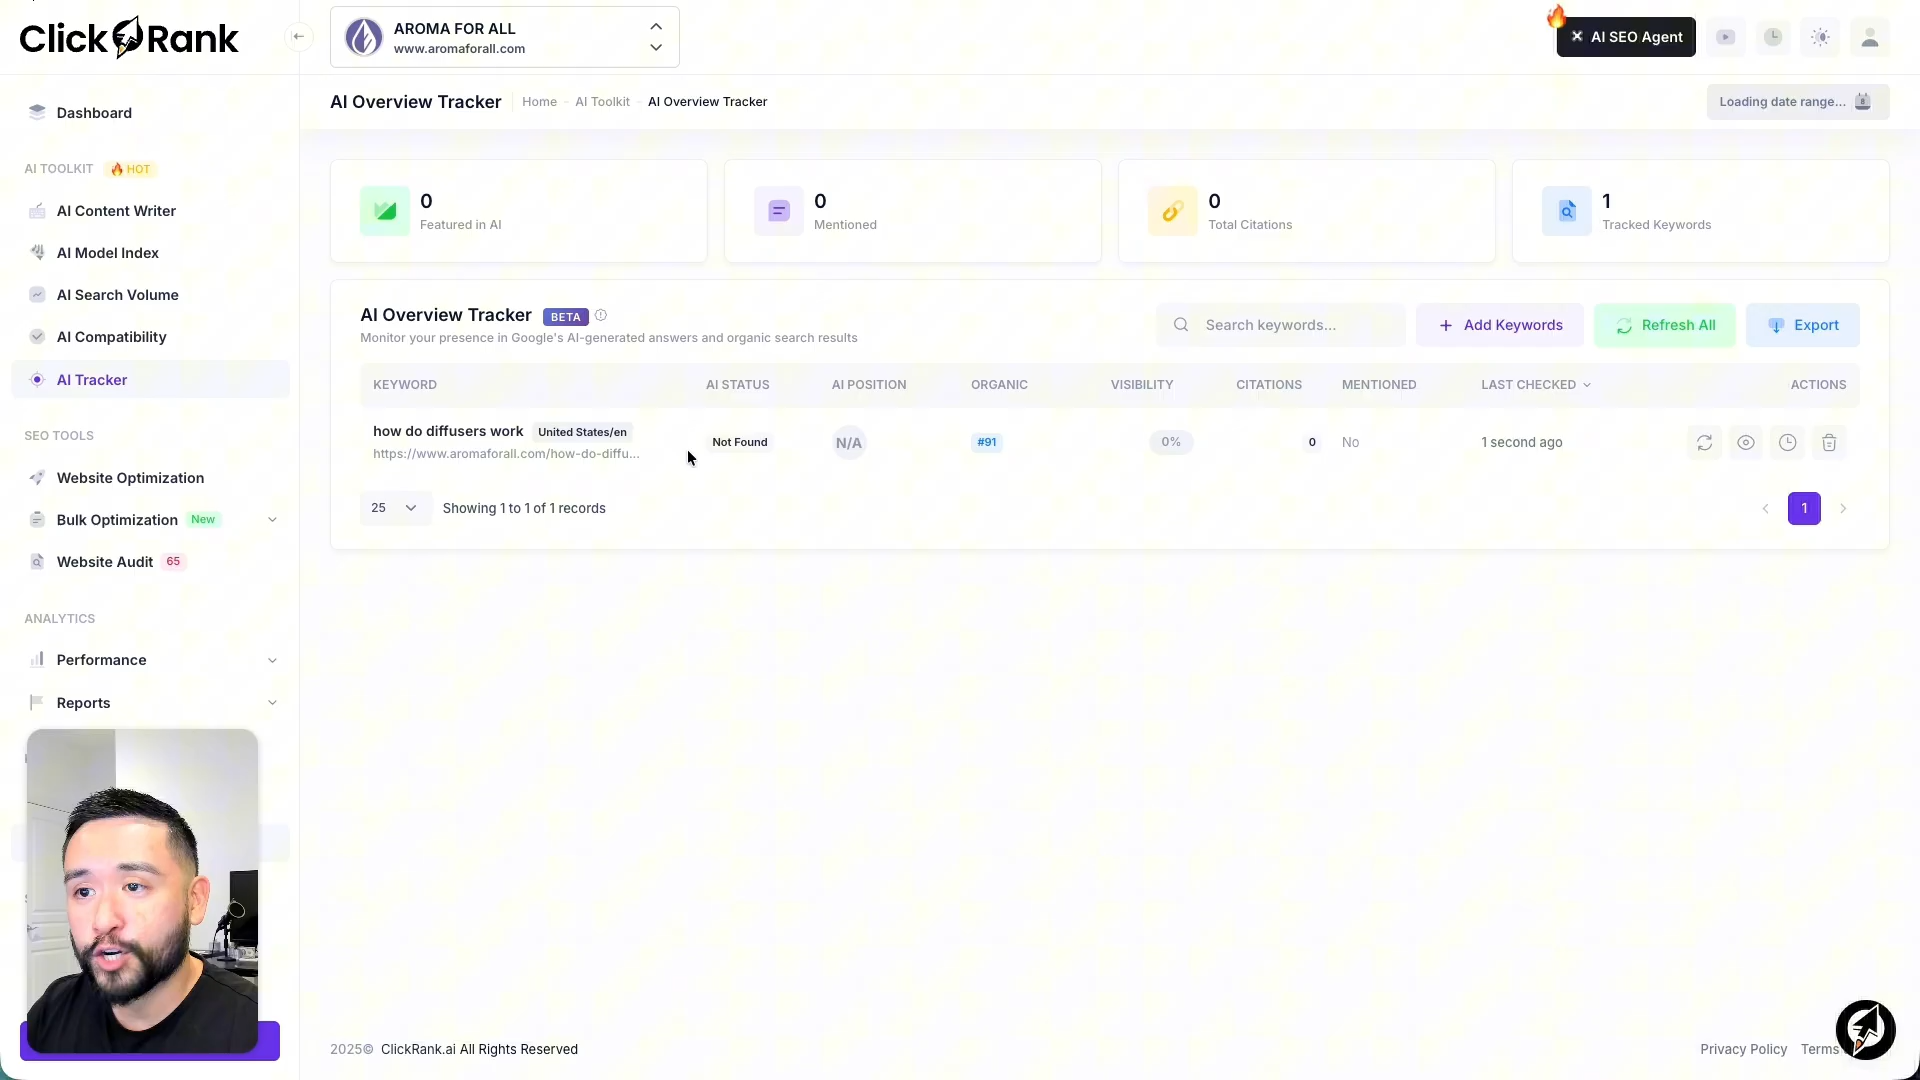 ClickRank
AROMA FOR ALL
www.aromaforall.com
AI SEO Agent
AI Overview Tracker
Home - AI Toolkit - AI Overview Tracker
Loading date range...
Dashboard
AI TOOLKIT HOT
AI Content Writer
AI Model Index
AI Search Volume
AI Compatibility
AI Tracker
SEO TOOLS
Website Optimization
Bulk Optimization New
Website Audit 65
ANALYTICS
Performance
Reports
0
Featured in AI
0
Mentioned
0
Total Citations
1
Tracked Keywords
AI Overview Tracker BETA
Monitor your presence in Google's AI-generated answers and organic search results
Search keywords...
Add Keywords
Refresh All
Export
KEYWORD AI STATUS AI POSITION ORGANIC VISIBILITY CITATIONS MENTIONED LAST CHECKED ACTIONS
how do diffusers work United States/en
https://www.aromaforall.com/how-do-diffu...
Not Found N/A #91 0% 0 No 1 second ago
25 Showing 1 to 1 of 1 records
1
2025© ClickRank.ai All Rights Reserved
Privacy Policy Terms